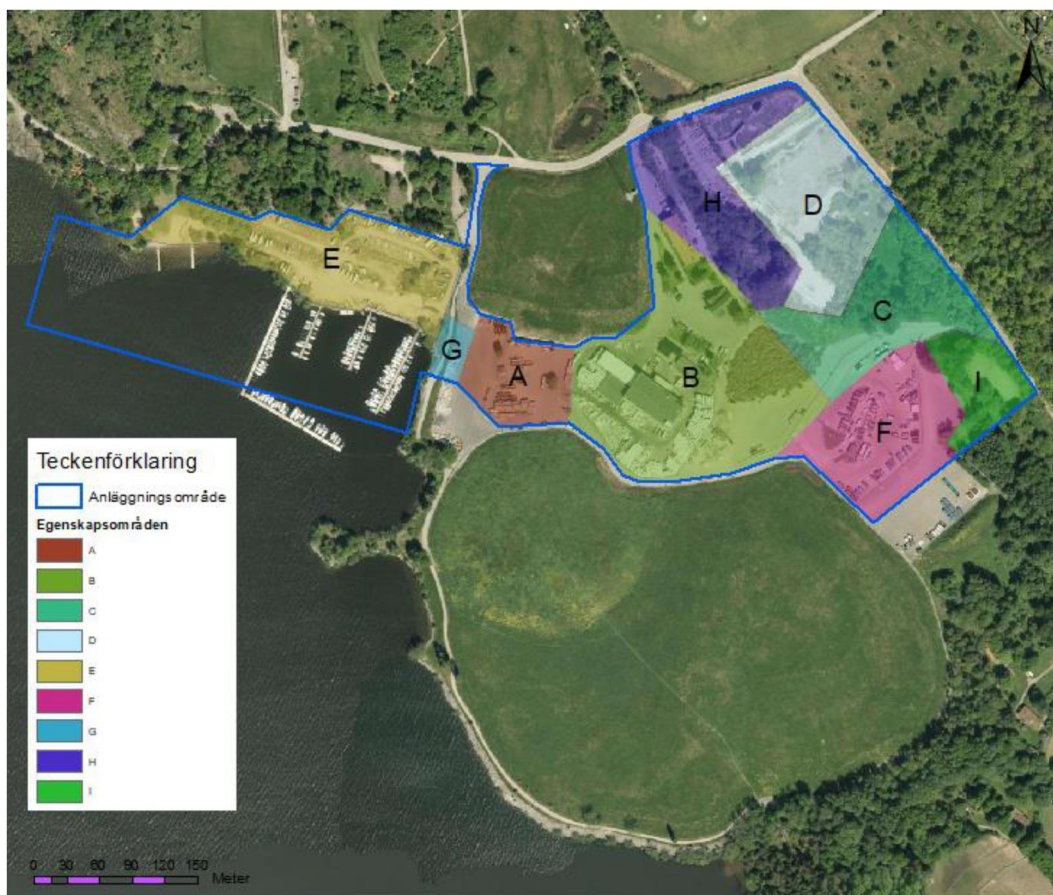 N
H
D
E
C
G
A
B
I
F
Teckenförklaring
Anläggningsområde
Egenskapsområden
A
B
C
D
E
F
G
H
I
0 30 60 90 120 150
Meter